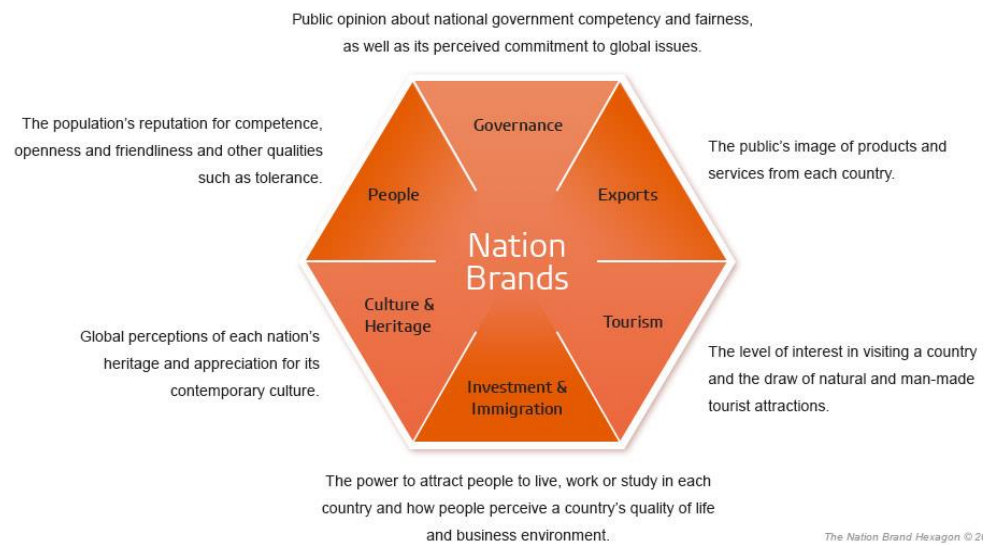 Public opinion about national government competency and fairness,
as well as its perceived commitment to global issues.
Governance
The population's reputation for competence,
openness and friendliness and other qualities
such as tolerance.
People
Exports
The public's image of products and
services from each country.
Nation
Brands
Culture &
Heritage
Tourism
Global perceptions of each nation's
heritage and appreciation for its
contemporary culture.
The level of interest in visiting a country
and the draw of natural and man-made
tourist attractions.
Investment &
Immigration
The power to attract people to live, work or study in each
country and how people perceive a country's quality of life
and business environment.
The Nation Brand Hexagon ©